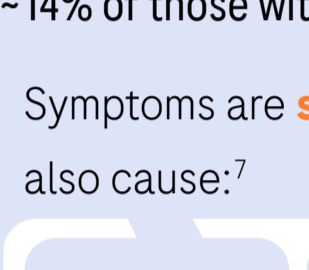 ~14% of those wit
Symptoms are
also cause:⁷